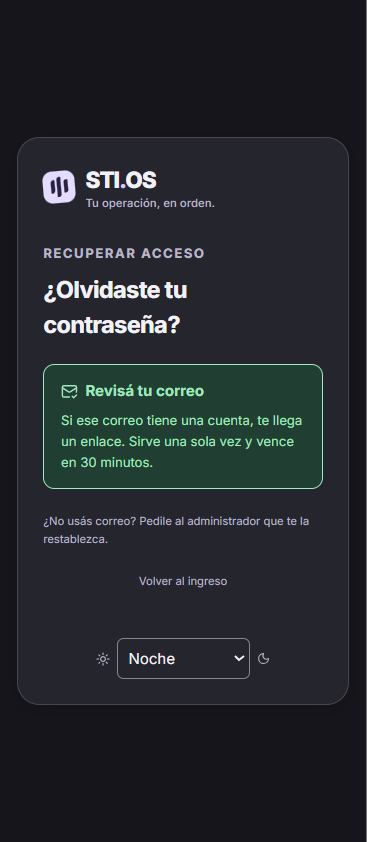 STI.OS
Tu operación, en orden.
RECUPERAR ACCESO
¿Olvidaste tu
contraseña?
Revisá tu correo
Si ese correo tiene una cuenta, te llega
un enlace. Sirve una sola vez y vence
en 30 minutos.
¿No usás correo? Pedile al administrador que te la
restablezca.
Volver al ingreso
Noche